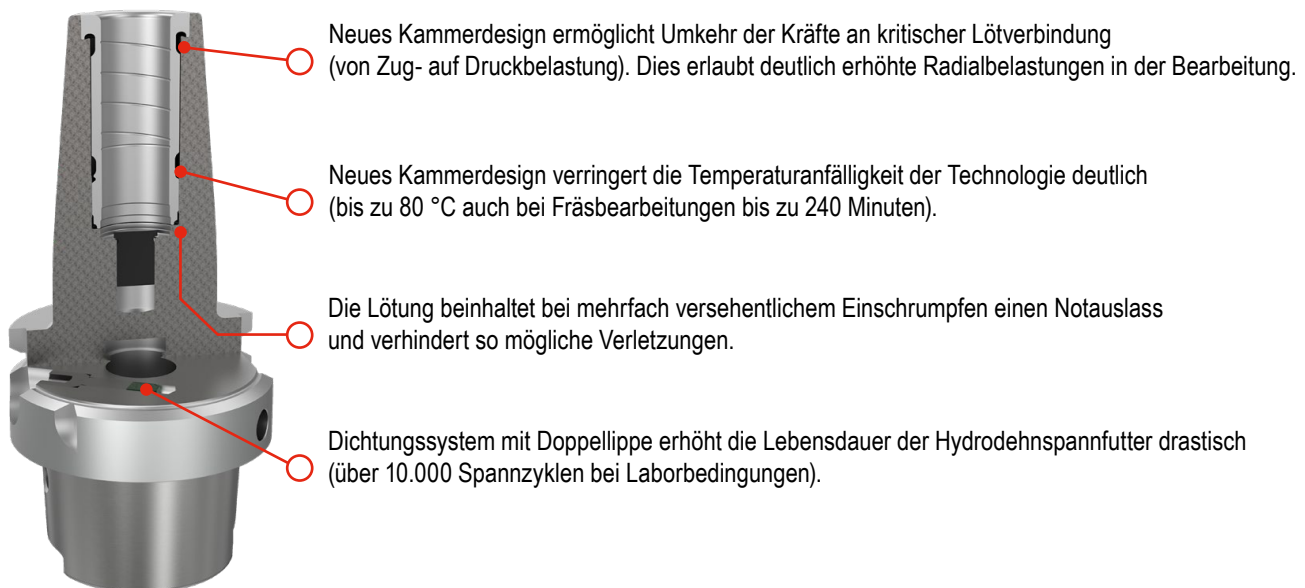 Neues Kammerdesign ermöglicht Umkehr der Kräfte an kritischer Lötverbindung
(von Zug- auf Druckbelastung). Dies erlaubt deutlich erhöhte Radialbelastungen in der Bearbeitung.
Neues Kammerdesign verringert die Temperaturanfälligkeit der Technologie deutlich
(bis zu 80 °C auch bei Fräsbearbeitungen bis zu 240 Minuten).
Die Lötung beinhaltet bei mehrfach versehentlichem Einschrumpfen einen Notauslass
und verhindert so mögliche Verletzungen.
Dichtungssystem mit Doppellippe erhöht die Lebensdauer der Hydrodehnspannfutter drastisch
(über 10.000 Spannzyklen bei Laborbedingungen).